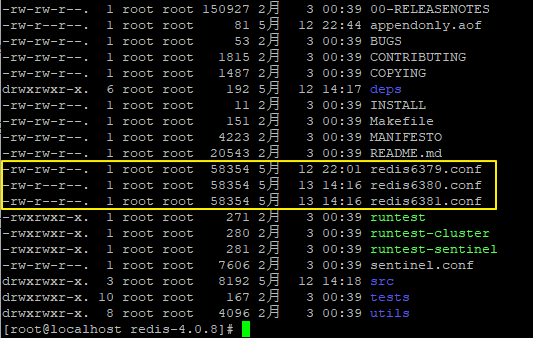 -rw-rw-r--. 1 root root 150927 2月 3 00:39 00-RELEASENOTES
-rw-r--r--. 1 root root 81 5月 12 22:44 appendonly.aof
-rw-rw-r--. 1 root root 53 2月 3 00:39 BUGS
-rw-rw-r--. 1 root root 1815 2月 3 00:39 CONTRIBUTING
-rw-rw-r--. 1 root root 1487 2月 3 00:39 COPYING
drwxrwxr-x. 6 root root 192 5月 12 14:17 deps
-rw-rw-r--. 1 root root 11 2月 3 00:39 INSTALL
-rw-rw-r--. 1 root root 151 2月 3 00:39 Makefile
-rw-rw-r--. 1 root root 4223 2月 3 00:39 MANIFESTO
-rw-rw-r--. 1 root root 20543 2月 3 00:39 README.md
-rw-rw-r--. 1 root root 58354 5月 12 22:01 redis6379.conf
-rw-r--r--. 1 root root 58354 5月 13 14:16 redis6380.conf
-rw-r--r--. 1 root root 58354 5月 13 14:16 redis6381.conf
-rwxrwxr-x. 1 root root 271 2月 3 00:39 runtest
-rwxrwxr-x. 1 root root 280 2月 3 00:39 runtest-cluster
-rwxrwxr-x. 1 root root 281 2月 3 00:39 runtest-sentinel
-rw-rw-r--. 1 root root 7606 2月 3 00:39 sentinel.conf
drwxrwxr-x. 3 root root 8192 5月 12 14:18 src
drwxrwxr-x. 10 root root 167 2月 3 00:39 tests
drwxrwxr-x. 8 root root 4096 2月 3 00:39 utils
[root@localhost redis-4.0.8]#